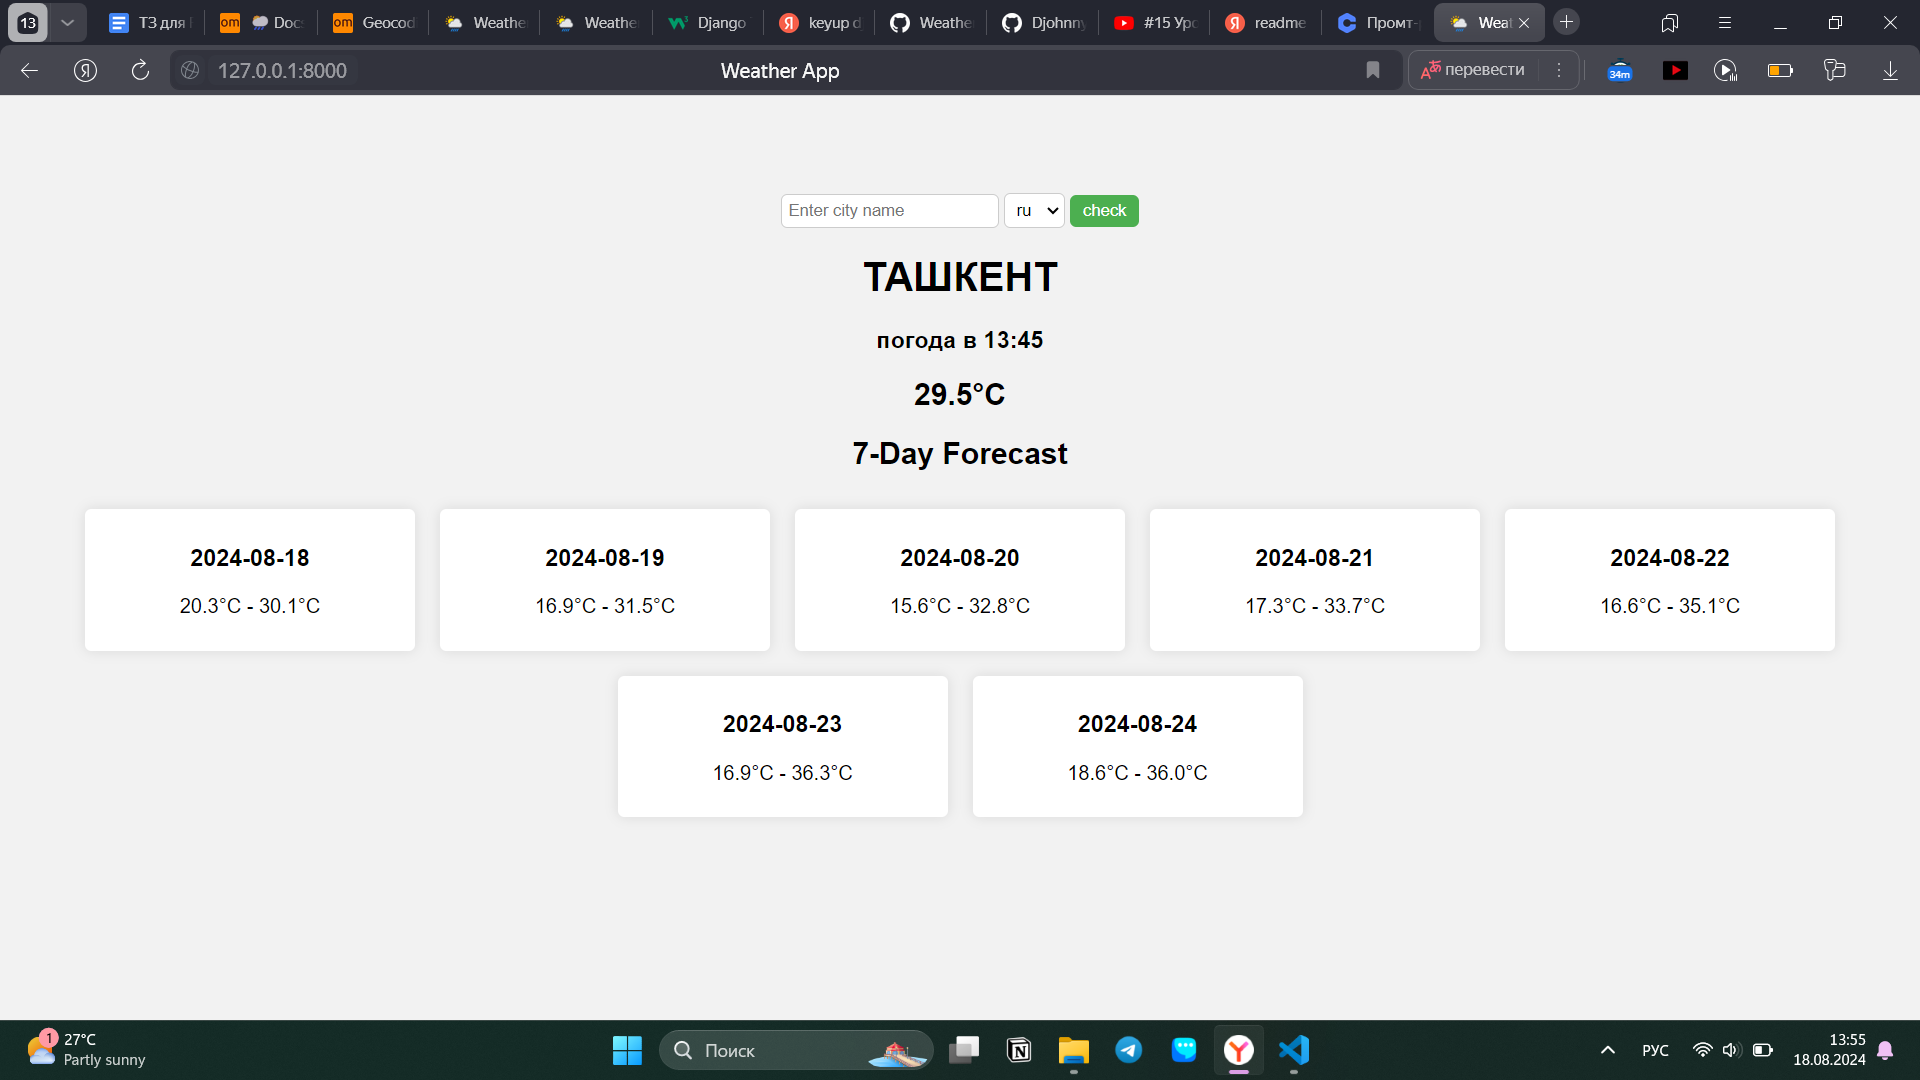 13
ТЗ для
Doc
Geocod
Weathe
Weathe
Django
keyup d
Weathe
Djohnny
#15 Урс
readme
Промт-
Weat
127.0.0.1:8000
Weather App
перевести
34m
Enter city name
ru
check
ТАШКЕНТ
погода в 13:45
29.5°C
7-Day Forecast
2024-08-18
20.3°C - 30.1°C
2024-08-19
16.9°C - 31.5°C
2024-08-20
15.6°C - 32.8°C
2024-08-21
17.3°C - 33.7°C
2024-08-22
16.6°C - 35.1°C
2024-08-23
16.9°C - 36.3°C
2024-08-24
18.6°C - 36.0°C
1
27°C
Partly sunny
Поиск
РУС
13:55
18.08.2024